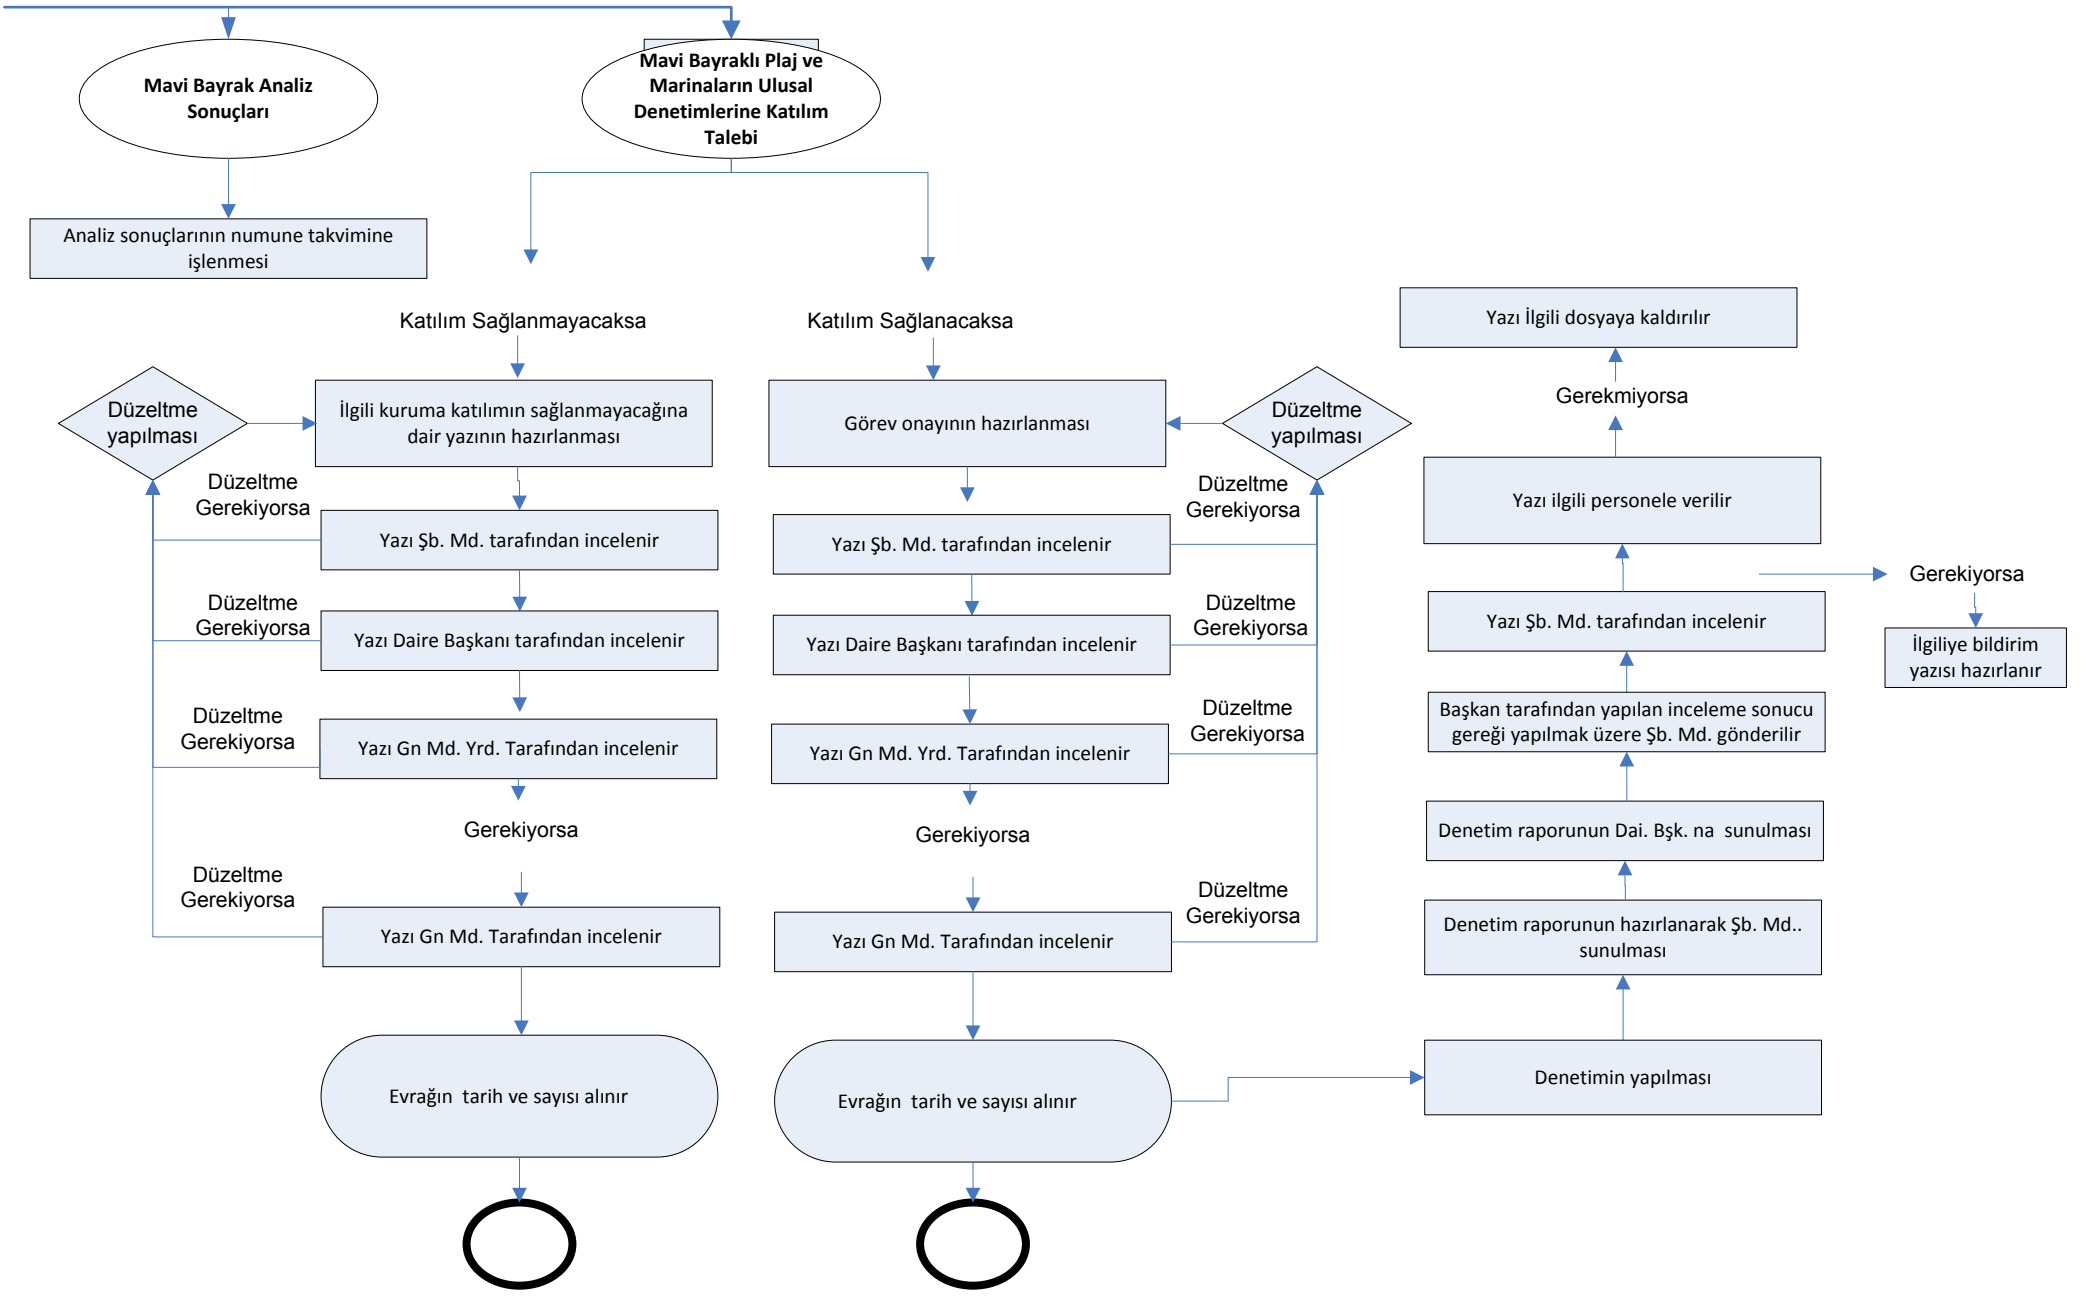 Mavi Bayrak Analiz
Sonuçları
Mavi Bayraklı Plaj ve
Marinaların Ulusal
Denetimlerine Katılım
Talebi
Analiz sonuçlarının numune takvimine
işlenmesi
Katılım Sağlanmayacaksa
Düzeltme
yapılması
İlgili kuruma katılımın sağlanmayacağına
dair yazının hazırlanması
Düzeltme
Gerekiyorsa
Yazı Şb. Md. tarafından incelenir
Düzeltme
Gerekiyorsa
Yazı Daire Başkanı tarafından incelenir
Düzeltme
Gerekiyorsa
Yazı Gn Md. Yrd. Tarafından incelenir
Gerekiyorsa
Düzeltme
Gerekiyorsa
Yazı Gn Md. Tarafından incelenir
Evrağın  tarih ve sayısı alınır
Katılım Sağlanacaksa
Görev onayının hazırlanması
Düzeltme
yapılması
Düzeltme
Gerekiyorsa
Yazı Şb. Md. tarafından incelenir
Düzeltme
Gerekiyorsa
Yazı Daire Başkanı tarafından incelenir
Düzeltme
Gerekiyorsa
Yazı Gn Md. Yrd. Tarafından incelenir
Gerekiyorsa
Düzeltme
Gerekiyorsa
Yazı Gn Md. Tarafından incelenir
Evrağın  tarih ve sayısı alınır
Yazı İlgili dosyaya kaldırılır
Gerekmiyorsa
Yazı ilgili personele verilir
Gerekiyorsa
İlgiliye bildirim
yazısı hazırlanır
Yazı Şb. Md. tarafından incelenir
Başkan tarafından yapılan inceleme sonucu
gereği yapılmak üzere Şb. Md. gönderilir
Denetim raporunun Dai. Bşk. na  sunulması
Denetim raporunun hazırlanarak Şb. Md..
sunulması
Denetimin yapılması